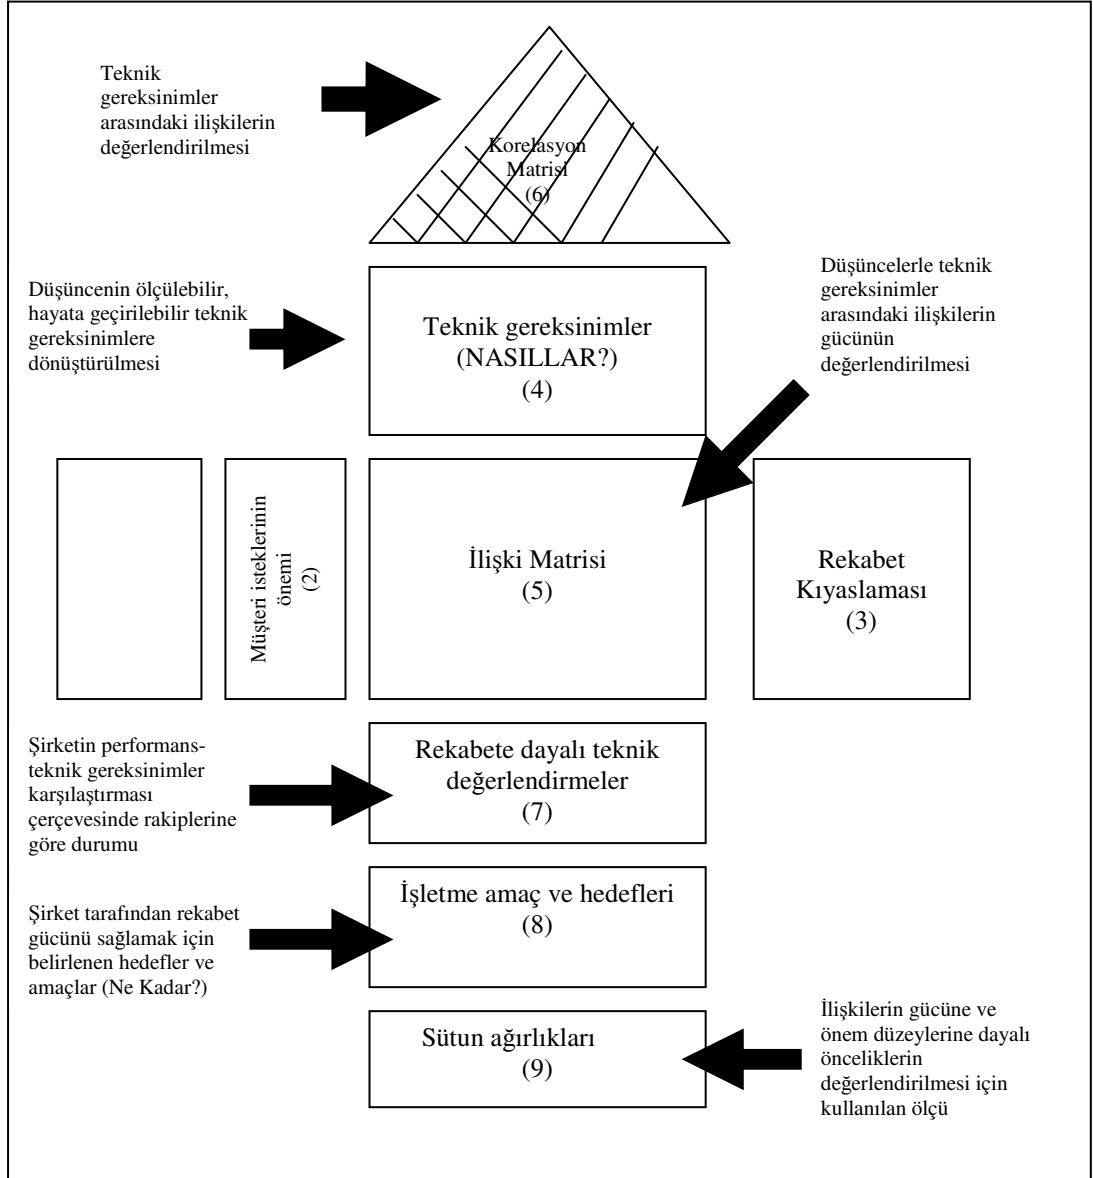 Teknik
gereksinimler
arasındaki ilişkilerin
değerlendirilmesi
Korelasyon
Matrisi
(6)
Düşüncenin ölçülebilir,
hayata geçirilebilir teknik
gereksinimlere
dönüştürülmesi
Teknik gereksinimler
(NASILLAR?)
(4)
Düşüncelerle teknik
gereksinimler
arasındaki ilişkilerin
gücünün
değerlendirilmesi
Müşteri isteklerinin
önemi
(2)
İlişki Matrisi
(5)
Rekabet
Kıyaslaması
(3)
Şirketin performans-
teknik gereksinimler
karşılaştırması
çerçevesinde rakiplerine
göre durumu
Rekabete dayalı teknik
değerlendirmeler
(7)
Şirket tarafından rekabet
gücünü sağlamak için
belirlenen hedefler ve
amaçlar (Ne Kadar?)
İşletme amaç ve hedefleri
(8)
Sütun ağırlıkları
(9)
İlişkilerin gücüne ve
önem düzeylerine dayalı
önceliklerin
değerlendirilmesi için
kullanılan ölçü